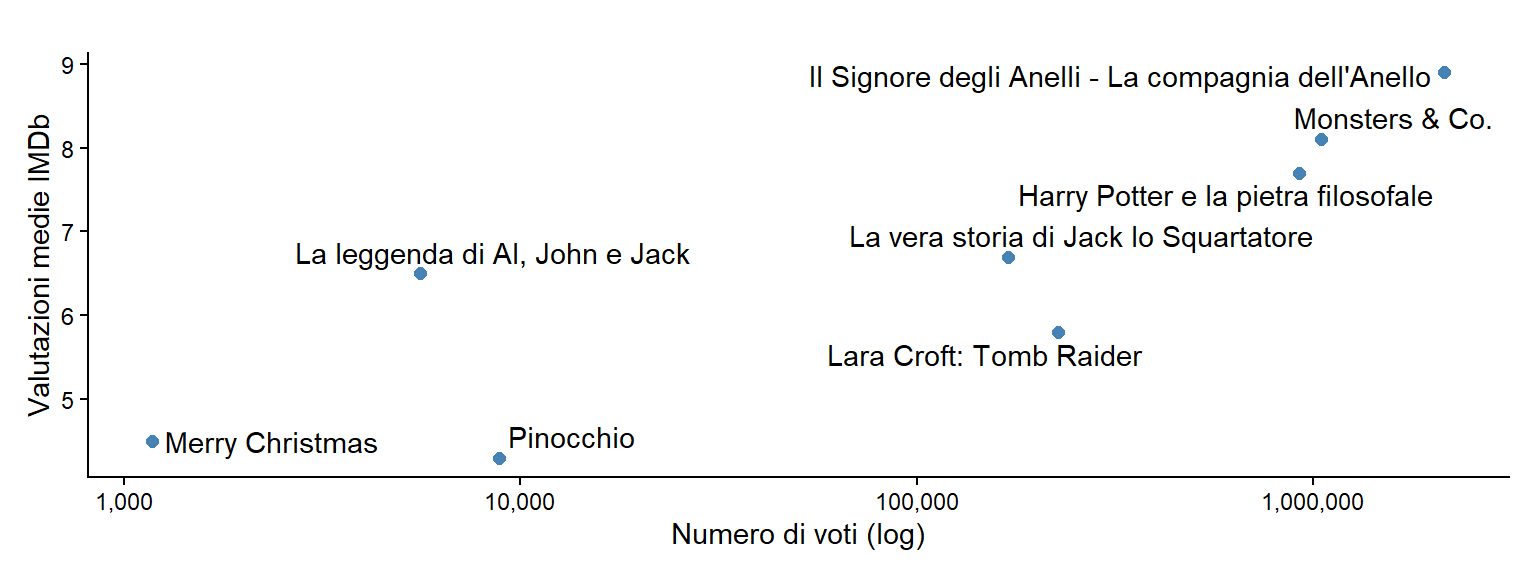 Valutazioni medie IMDb
9
8
7
6
5
Il Signore degli Anelli - La compagnia dell'Anello
Monsters & Co.
Harry Potter e la pietra filosofale
La vera storia di Jack lo Squartatore
La leggenda di Al, John e Jack
Lara Croft: Tomb Raider
Pinocchio
Merry Christmas
1,000
10,000
100,000
1,000,000
Numero di voti (log)